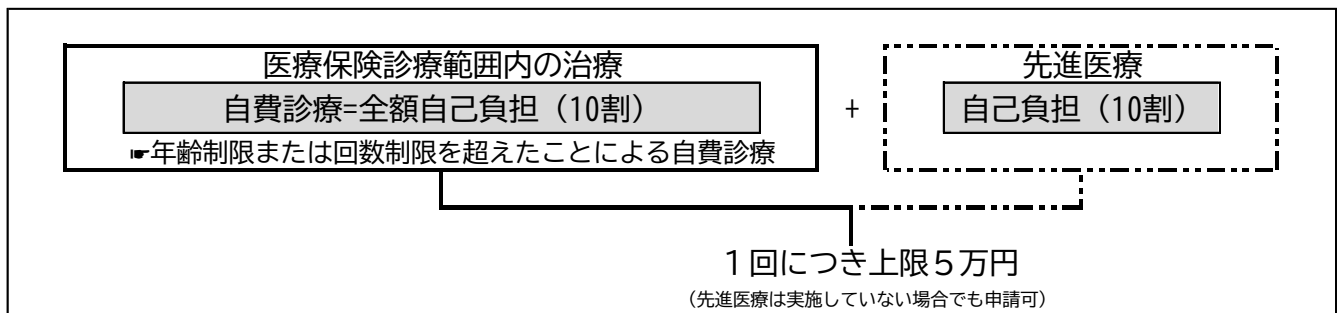 医療保険診療範囲内の治療
自費診療=全額自己負担（10割）
☛年齢制限または回数制限を超えたことによる自費診療
+
先進医療
自己負担（10割）
１回につき上限５万円
（先進医療は実施していない場合でも申請可）